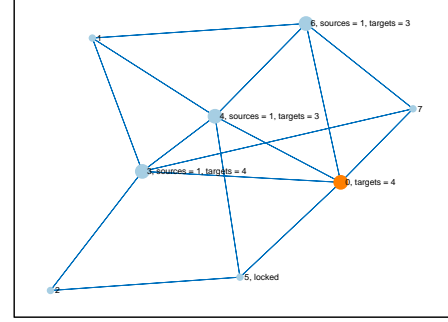 6, sources = 1, targets = 3
1
7
4, sources = 1, targets = 3
3, sources = 1, targets = 4
0, targets = 4
5, locked
2